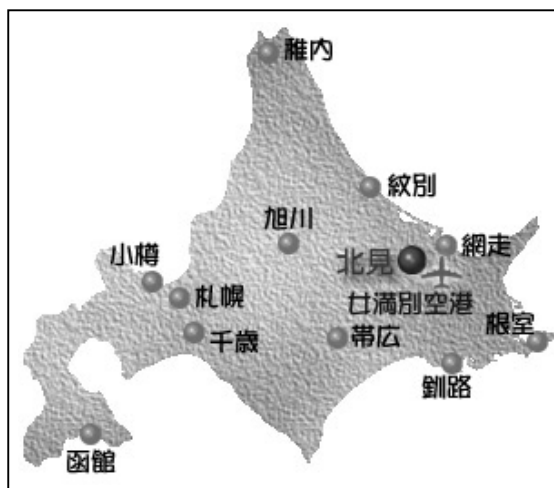 稚内
紋別
旭川
網走
北見
小樽
札幌
女満別空港
千歳
帯広
根室
釧路
函館